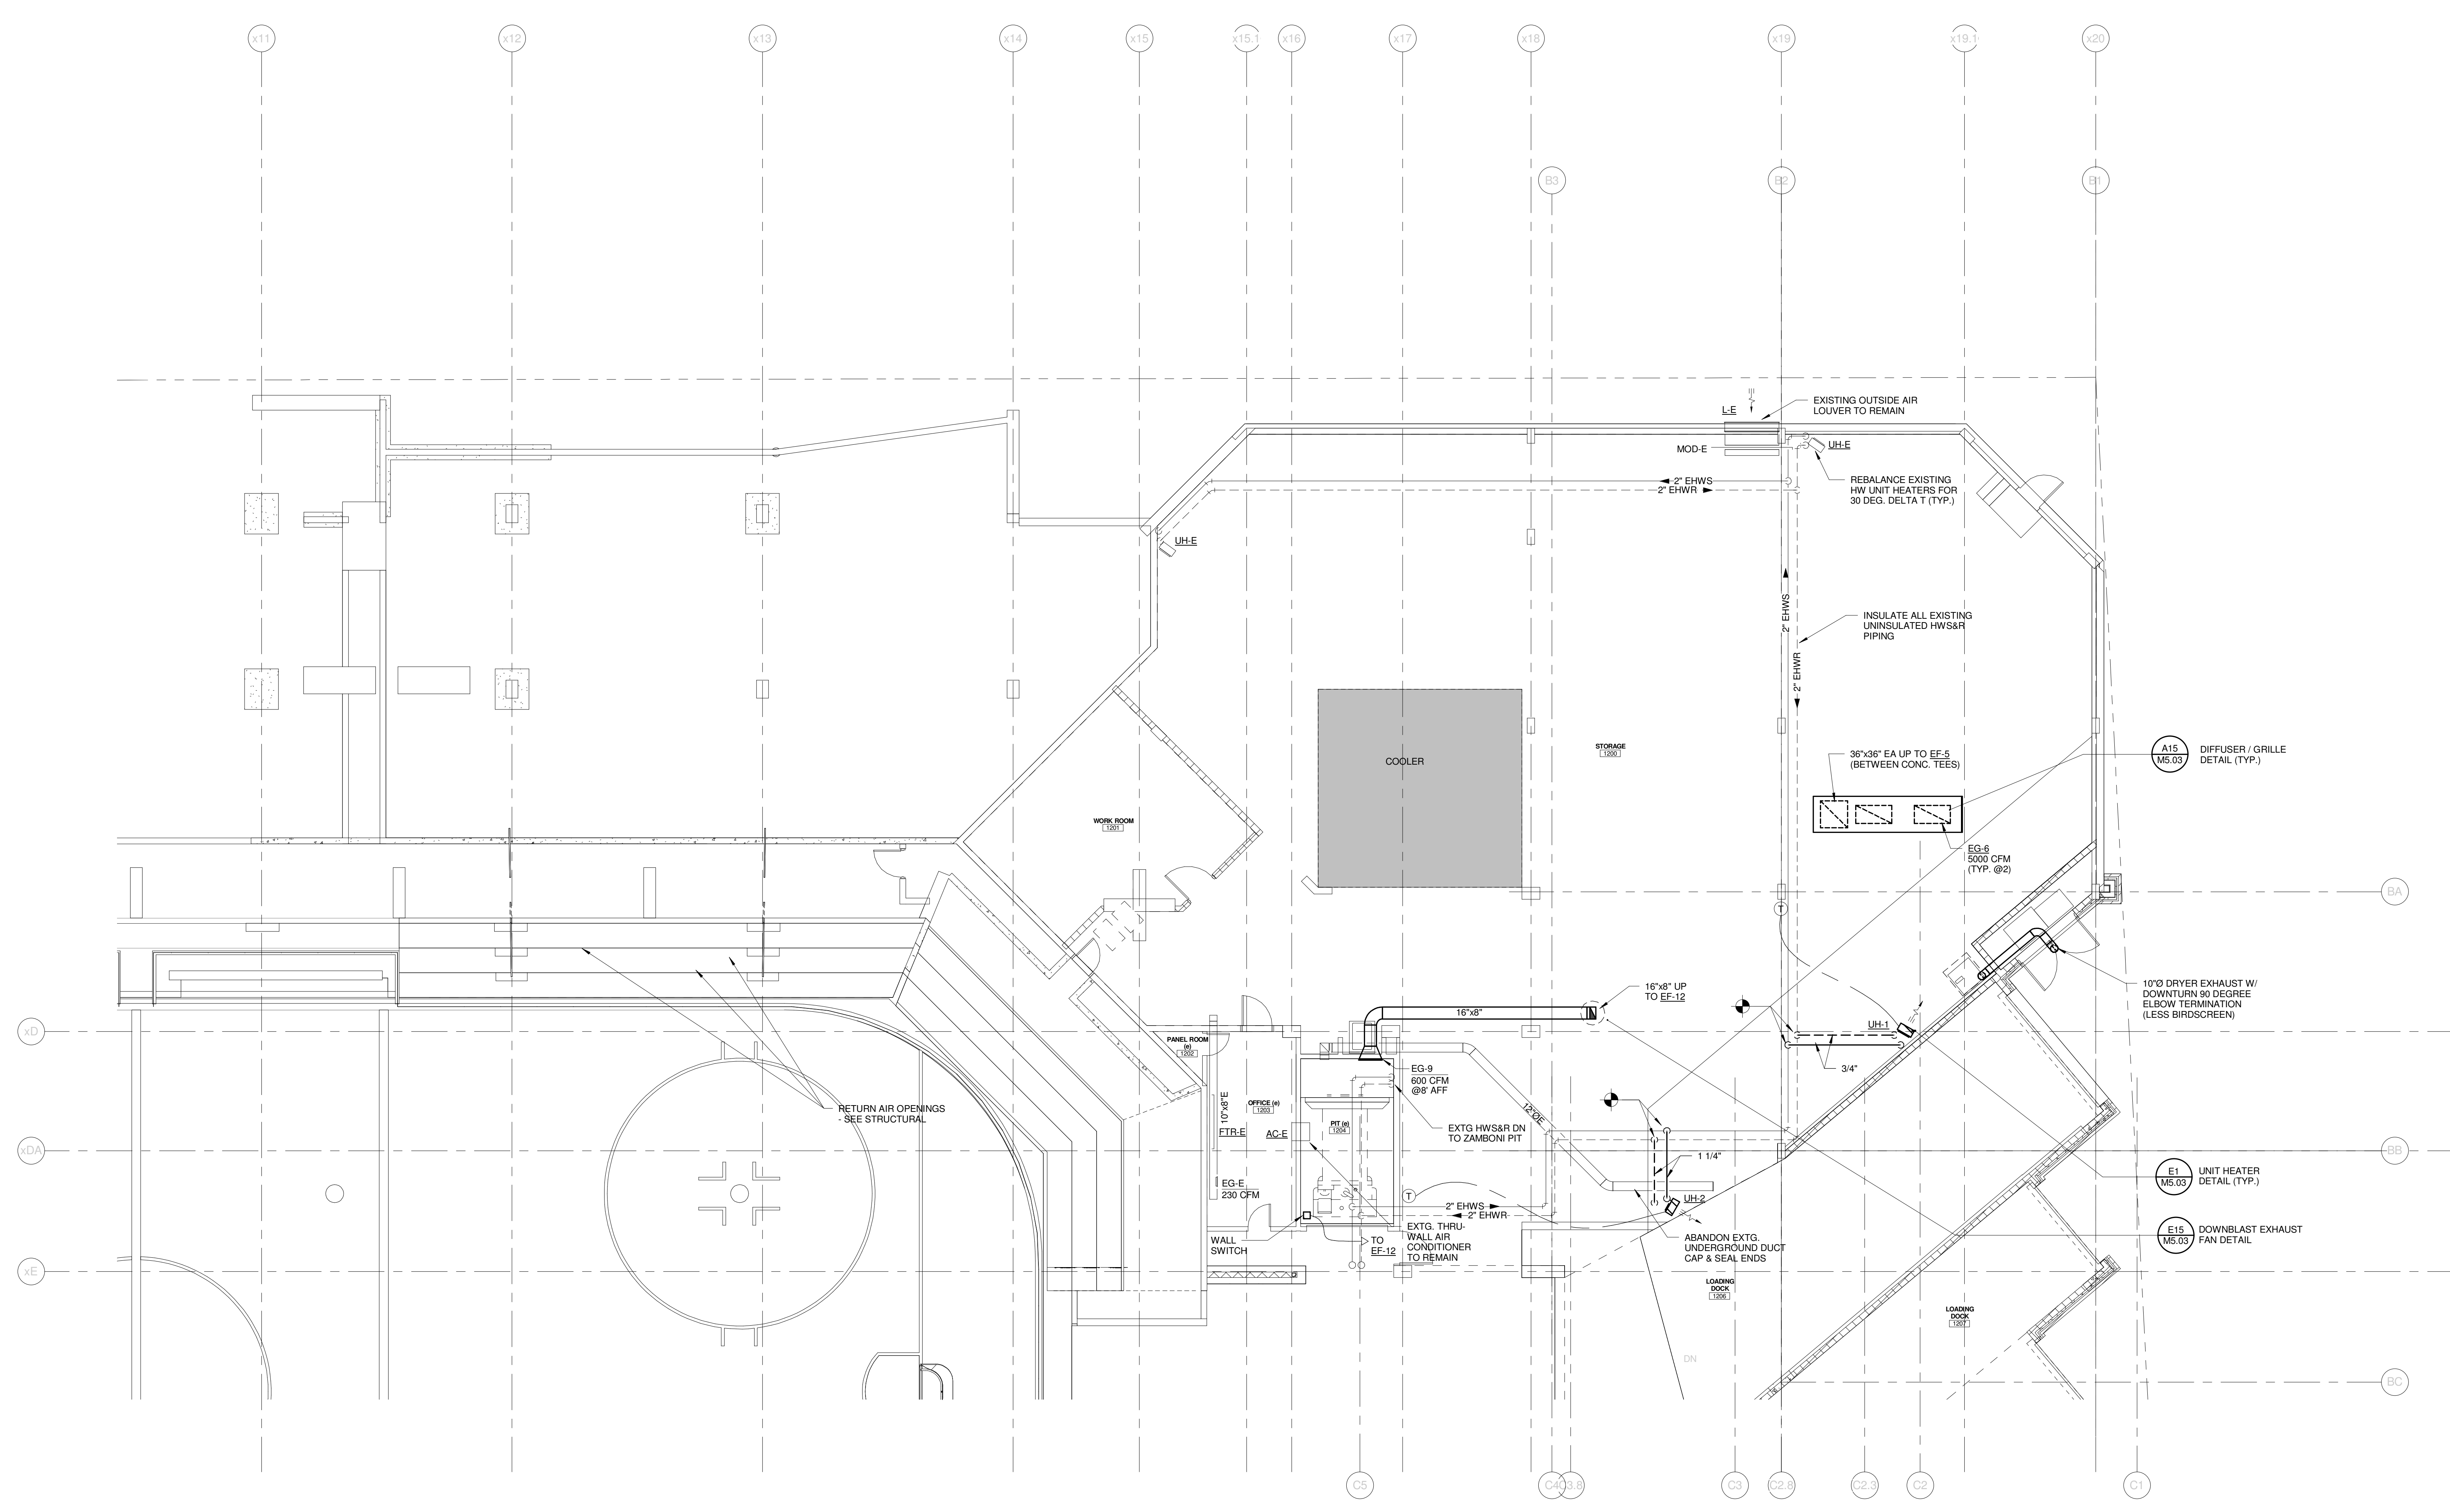 x11
x12
x13
x14
x15
x15.1
x16
x17
x18
x19
x20
B3
B2
B1
L-E
EXISTING OUTSIDE AIR
LOUVER TO REMAIN
MOD-E
UH-E
REBALANCE EXISTING
HW UNIT HEATERS FOR
30 DEG. DELTA T (TYP.)
2" EHWS
2" EHWR
UH-E
2" EHWS
INSULATE ALL EXISTING
UNINSULATED HWS&R
PIPING
2" EHWR
STORAGE
1200
COOLER
36"x36" EA UP TO EF-5
(BETWEEN CONC. TEES)
A15
M5.03
DIFFUSER / GRILLE
DETAIL (TYP.)
WORK ROOM
1201
EG-6
5000 CFM
(TYP. @2)
BA
T
16"x8" UP
TO EF-12
10"Ø DRYER EXHAUST W/
DOWNTURN 90 DEGREE
ELBOW TERMINATION
(LESS BIRDSCREEN)
16"x8"
UH-1
xD
PANEL ROOM
(e)
1202
EG-9
600 CFM
@8' AFF
3/4"
RETURN AIR OPENINGS
- SEE STRUCTURAL
10"x8"E
OFFICE (e)
1203
12"ØE
PIT (e)
1204
FTR-E
AC-E
EXTG HWS&R DN
TO ZAMBONI PIT
xDA
1 1/4"
BB
E1
M5.03
UNIT HEATER
DETAIL (TYP.)
EG-E
230 CFM
T
UH-2
2" EHWS
2" EHWR
WALL
SWITCH
TO
EF-12
EXTG. THRU-
WALL AIR
CONDITIONER
TO REMAIN
ABANDON EXTG.
UNDERGROUND DUCT
CAP & SEAL ENDS
E15
M5.03
DOWNBLAST EXHAUST
FAN DETAIL
xE
LOADING
DOCK
1206
LOADING
DOCK
1207
DN
BC
C5
C4
C3.8
C3
C2.8
C2.3
C2
C1